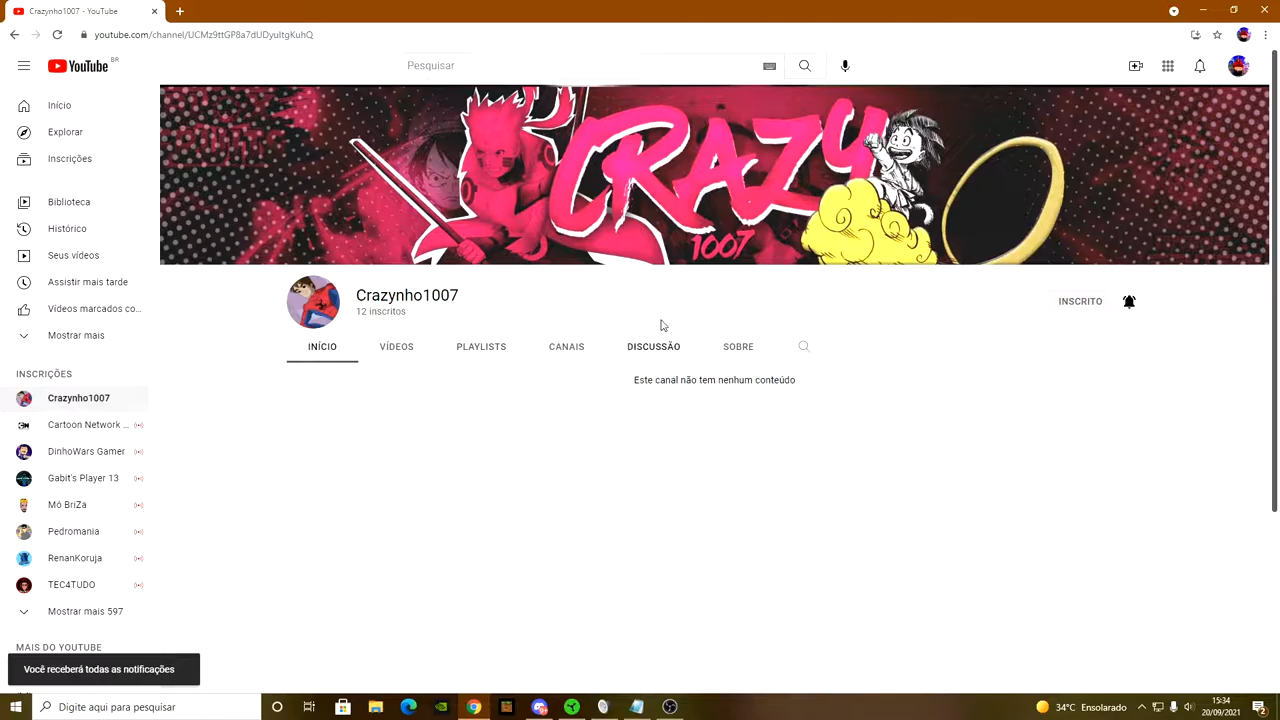 Crazynho1007 - YouTube
youtube.com/channel/UCMz9ttGP8a7dUDyultgKuhQ
YouTube BR
Pesquisar
Início
Explorar
Inscrições
Biblioteca
Histórico
Seus vídeos
Assistir mais tarde
Vídeos marcados co...
Mostrar mais
INSCRIÇÕES
Crazynho1007
Cartoon Network ...
DinhoWars Gamer
Gabit's Player 13
Mó BriZa
Pedromania
RenanKoruja
TEC4TUDO
Mostrar mais 597
MAIS DO YOUTUBE
Você receberá todas as notificações
CRAZY
1007
Crazynho1007
12 inscritos
INSCRITO
INÍCIO VÍDEOS PLAYLISTS CANAIS DISCUSSÃO SOBRE
Este canal não tem nenhum conteúdo
Digite aqui para pesquisar
34°C Ensolarado
15:34
20/09/2021
2